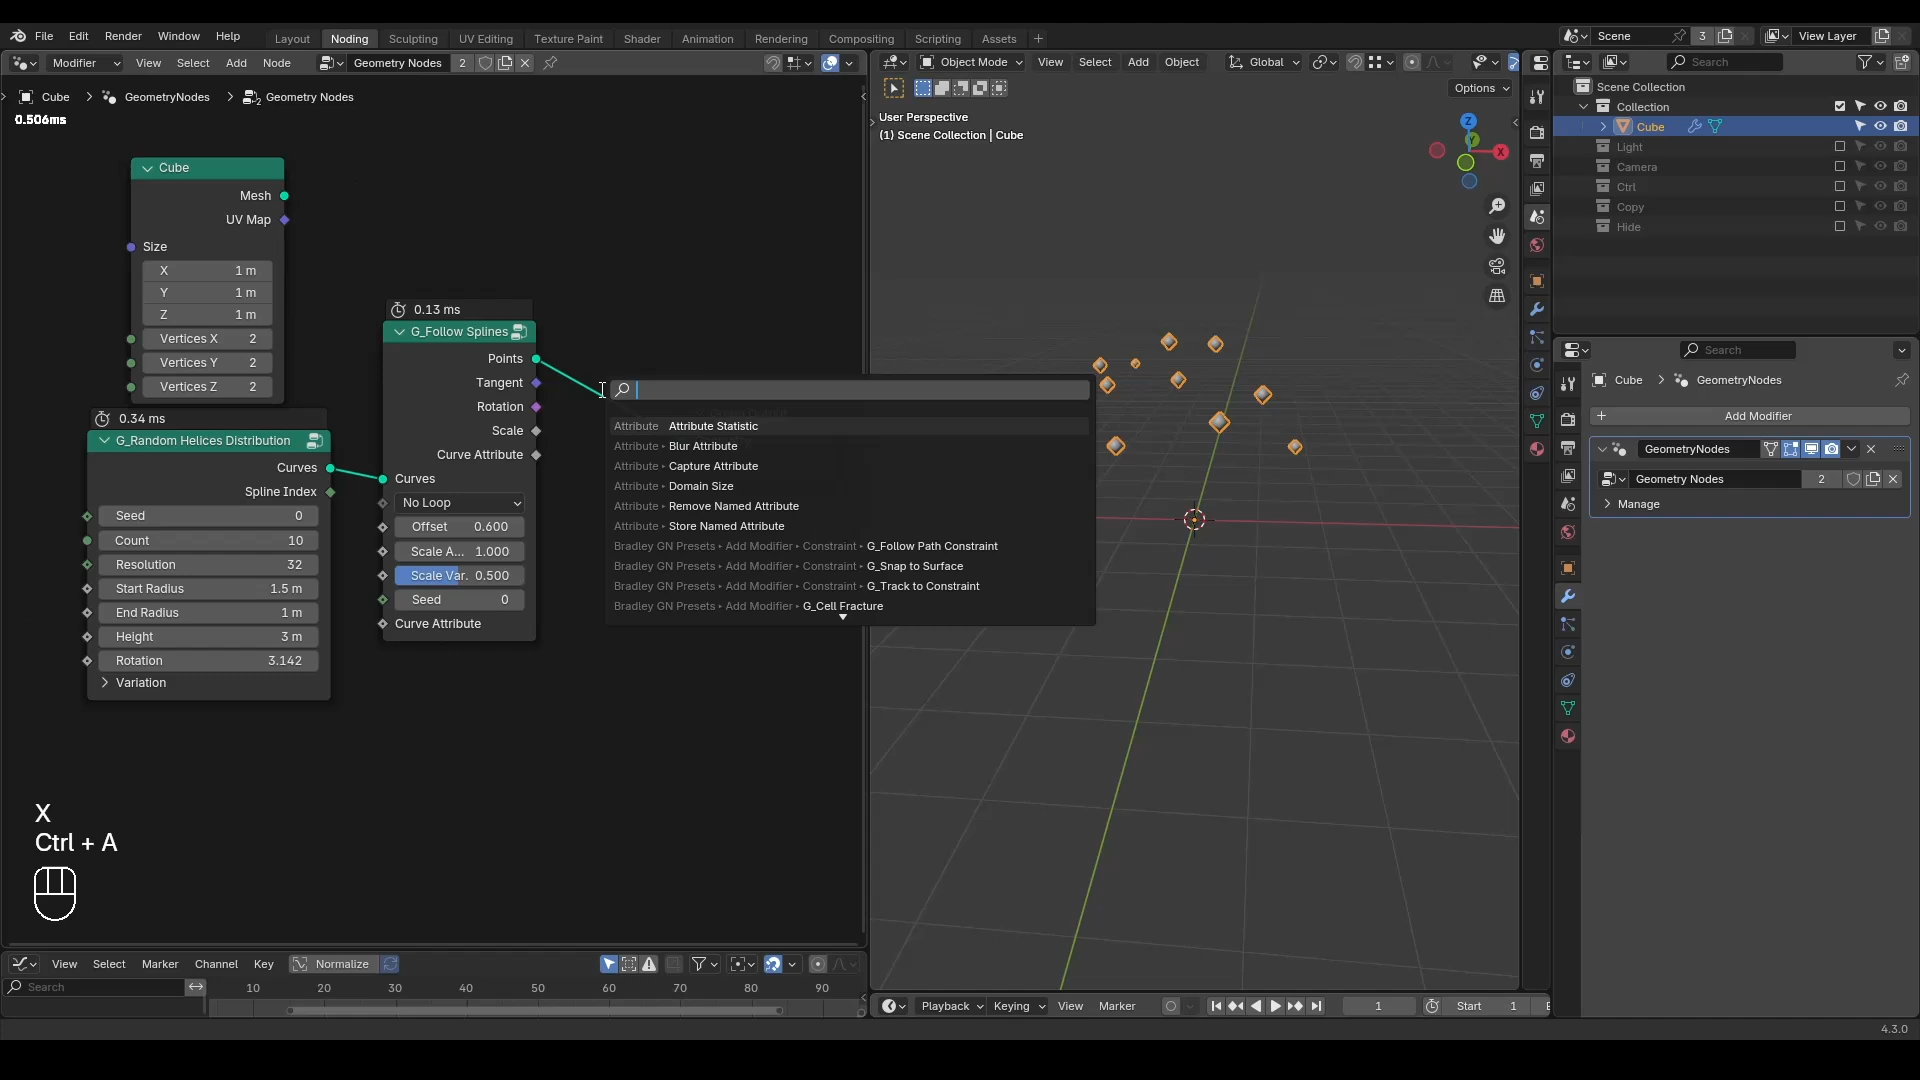 File Edit Render Window Help
Layout Noding Sculpting UV Editing Texture Paint Shader Animation Rendering Compositing Scripting Assets +
Scene 3 View Layer
Modifier View Select Add Node Geometry Nodes 2
Object Mode View Select Add Object Global
Search
Options
Cube > GeometryNodes > Geometry Nodes
0.506ms
User Perspective
(1) Scene Collection | Cube
Z
Y
X
Scene Collection
Collection
Cube
Light
Camera
Ctrl
Copy
Hide
Cube
Mesh
UV Map
Size
X 1 m
Y 1 m
Z 1 m
Vertices X 2
Vertices Y 2
Vertices Z 2
0.34 ms
G_Random Helices Distribution
Curves
Spline Index
Seed 0
Count 10
Resolution 32
Start Radius 1.5 m
End Radius 1 m
Height 3 m
Rotation 3.142
Variation
0.13 ms
G_Follow Splines
Points
Tangent
Rotation
Scale
Curve Attribute
Curves
No Loop
Offset 0.600
Scale A... 1.000
Scale Var. 0.500
Seed 0
Curve Attribute
Attribute Attribute Statistic
Attribute ▸ Blur Attribute
Attribute ▸ Capture Attribute
Attribute ▸ Domain Size
Attribute ▸ Remove Named Attribute
Attribute ▸ Store Named Attribute
Bradley GN Presets ▸ Add Modifier ▸ Constraint ▸ G_Follow Path Constraint
Bradley GN Presets ▸ Add Modifier ▸ Constraint ▸ G_Snap to Surface
Bradley GN Presets ▸ Add Modifier ▸ Constraint ▸ G_Track to Constraint
Bradley GN Presets ▸ Add Modifier ▸ G_Cell Fracture
Search
Cube > GeometryNodes
+ Add Modifier
GeometryNodes
Geometry Nodes 2
Manage
X
Ctrl + A
View Select Marker Channel Key Normalize
Search
10 20 30 40 50 60 70 80 90
Playback Keying View Marker 1 Start 1
4.3.0